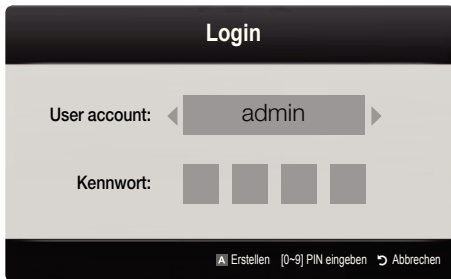 Login
User account: admin
Kennwort:
A Erstellen [0~9] PIN eingeben Abbrechen